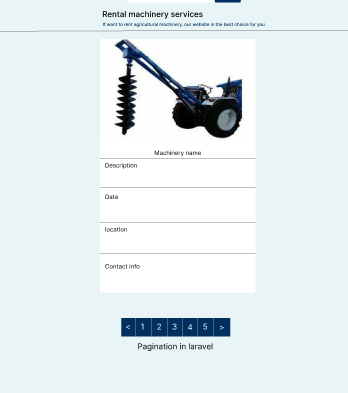 Rental machinery services
If want to rent agricultural machinery, our website is the best choice for you
Machinery name
Description
Date
location
Contact info
< 1 2 3 4 5 >
Pagination in laravel